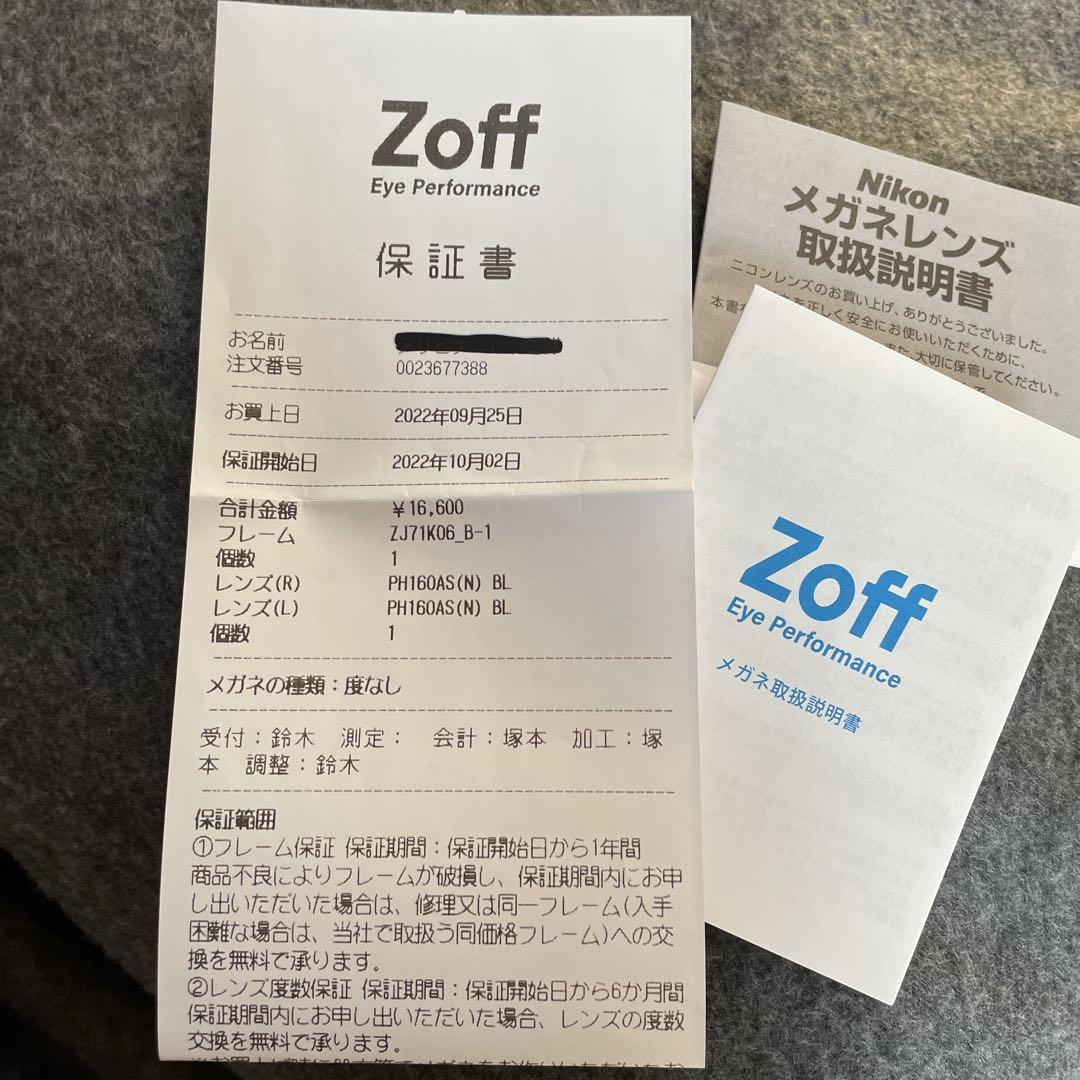 Zoff
Eye Performance
保証書
お名前
注文番号 0023677388
お買上日 2022年09月25日
保証開始日 2022年10月02日
合計金額 ¥16,600
フレーム ZJ71K06_B-1
個数 1
レンズ(R) PH160AS(N) BL
レンズ(L) PH160AS(N) BL
個数 1
メガネの種類：度なし
受付：鈴木 測定： 会計：塚本 加工：塚
本 調整：鈴木
保証範囲
①フレーム保証 保証期間：保証開始日から1年間
商品不良によりフレームが破損し、保証期間内にお申
し出いただいた場合は、修理又は同一フレーム(入手
困難な場合は、当社で取扱う同価格フレーム)への交
換を無料で承ります。
②レンズ度数保証 保証期間：保証開始日から6か月間
保証期間内にお申し出いただいた場合、レンズの度数
交換を無料で承ります。
Nikon
メガネレンズ
取扱説明書
ニコンレンズのお買い上げ、ありがとうございました。
本書 を正しく安全にお使いいただくために、
また、大切に保管してください。
Zoff
Eye Performance
メガネ取扱説明書